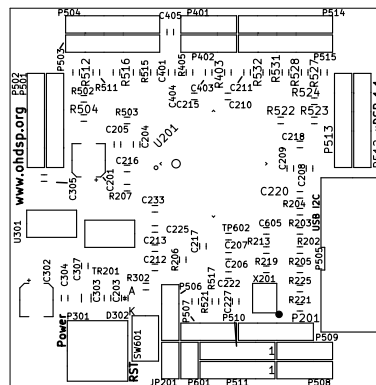 P504
C405
P401
P514
P503
R512
R511
R516
R515
C401
R405
P402
C403
R403
C211
R532
R531
R528
R527
P515
P502
P501
R502
R504
R503
C404
C215
C210
R524
R522
R523
C205
C204
U201
C218
P513
www.ohdsp.org
C216
C209
C208
C305
C201
R207
C220
R204
C233
U301
C225
TP602
C605
R203
USB I2C
C213
C217
C207
R213
R202
C212
R206
C206
R219
R205
P505
C302
C304
C307
TR201
R302
P506
R517
C222
X201
R225
C303
C203
A
P507
R521
C227
R221
Power
P301
D302
K
P510
P201
SW601
P509
1
RST
1
JP201
P601
P511
P508